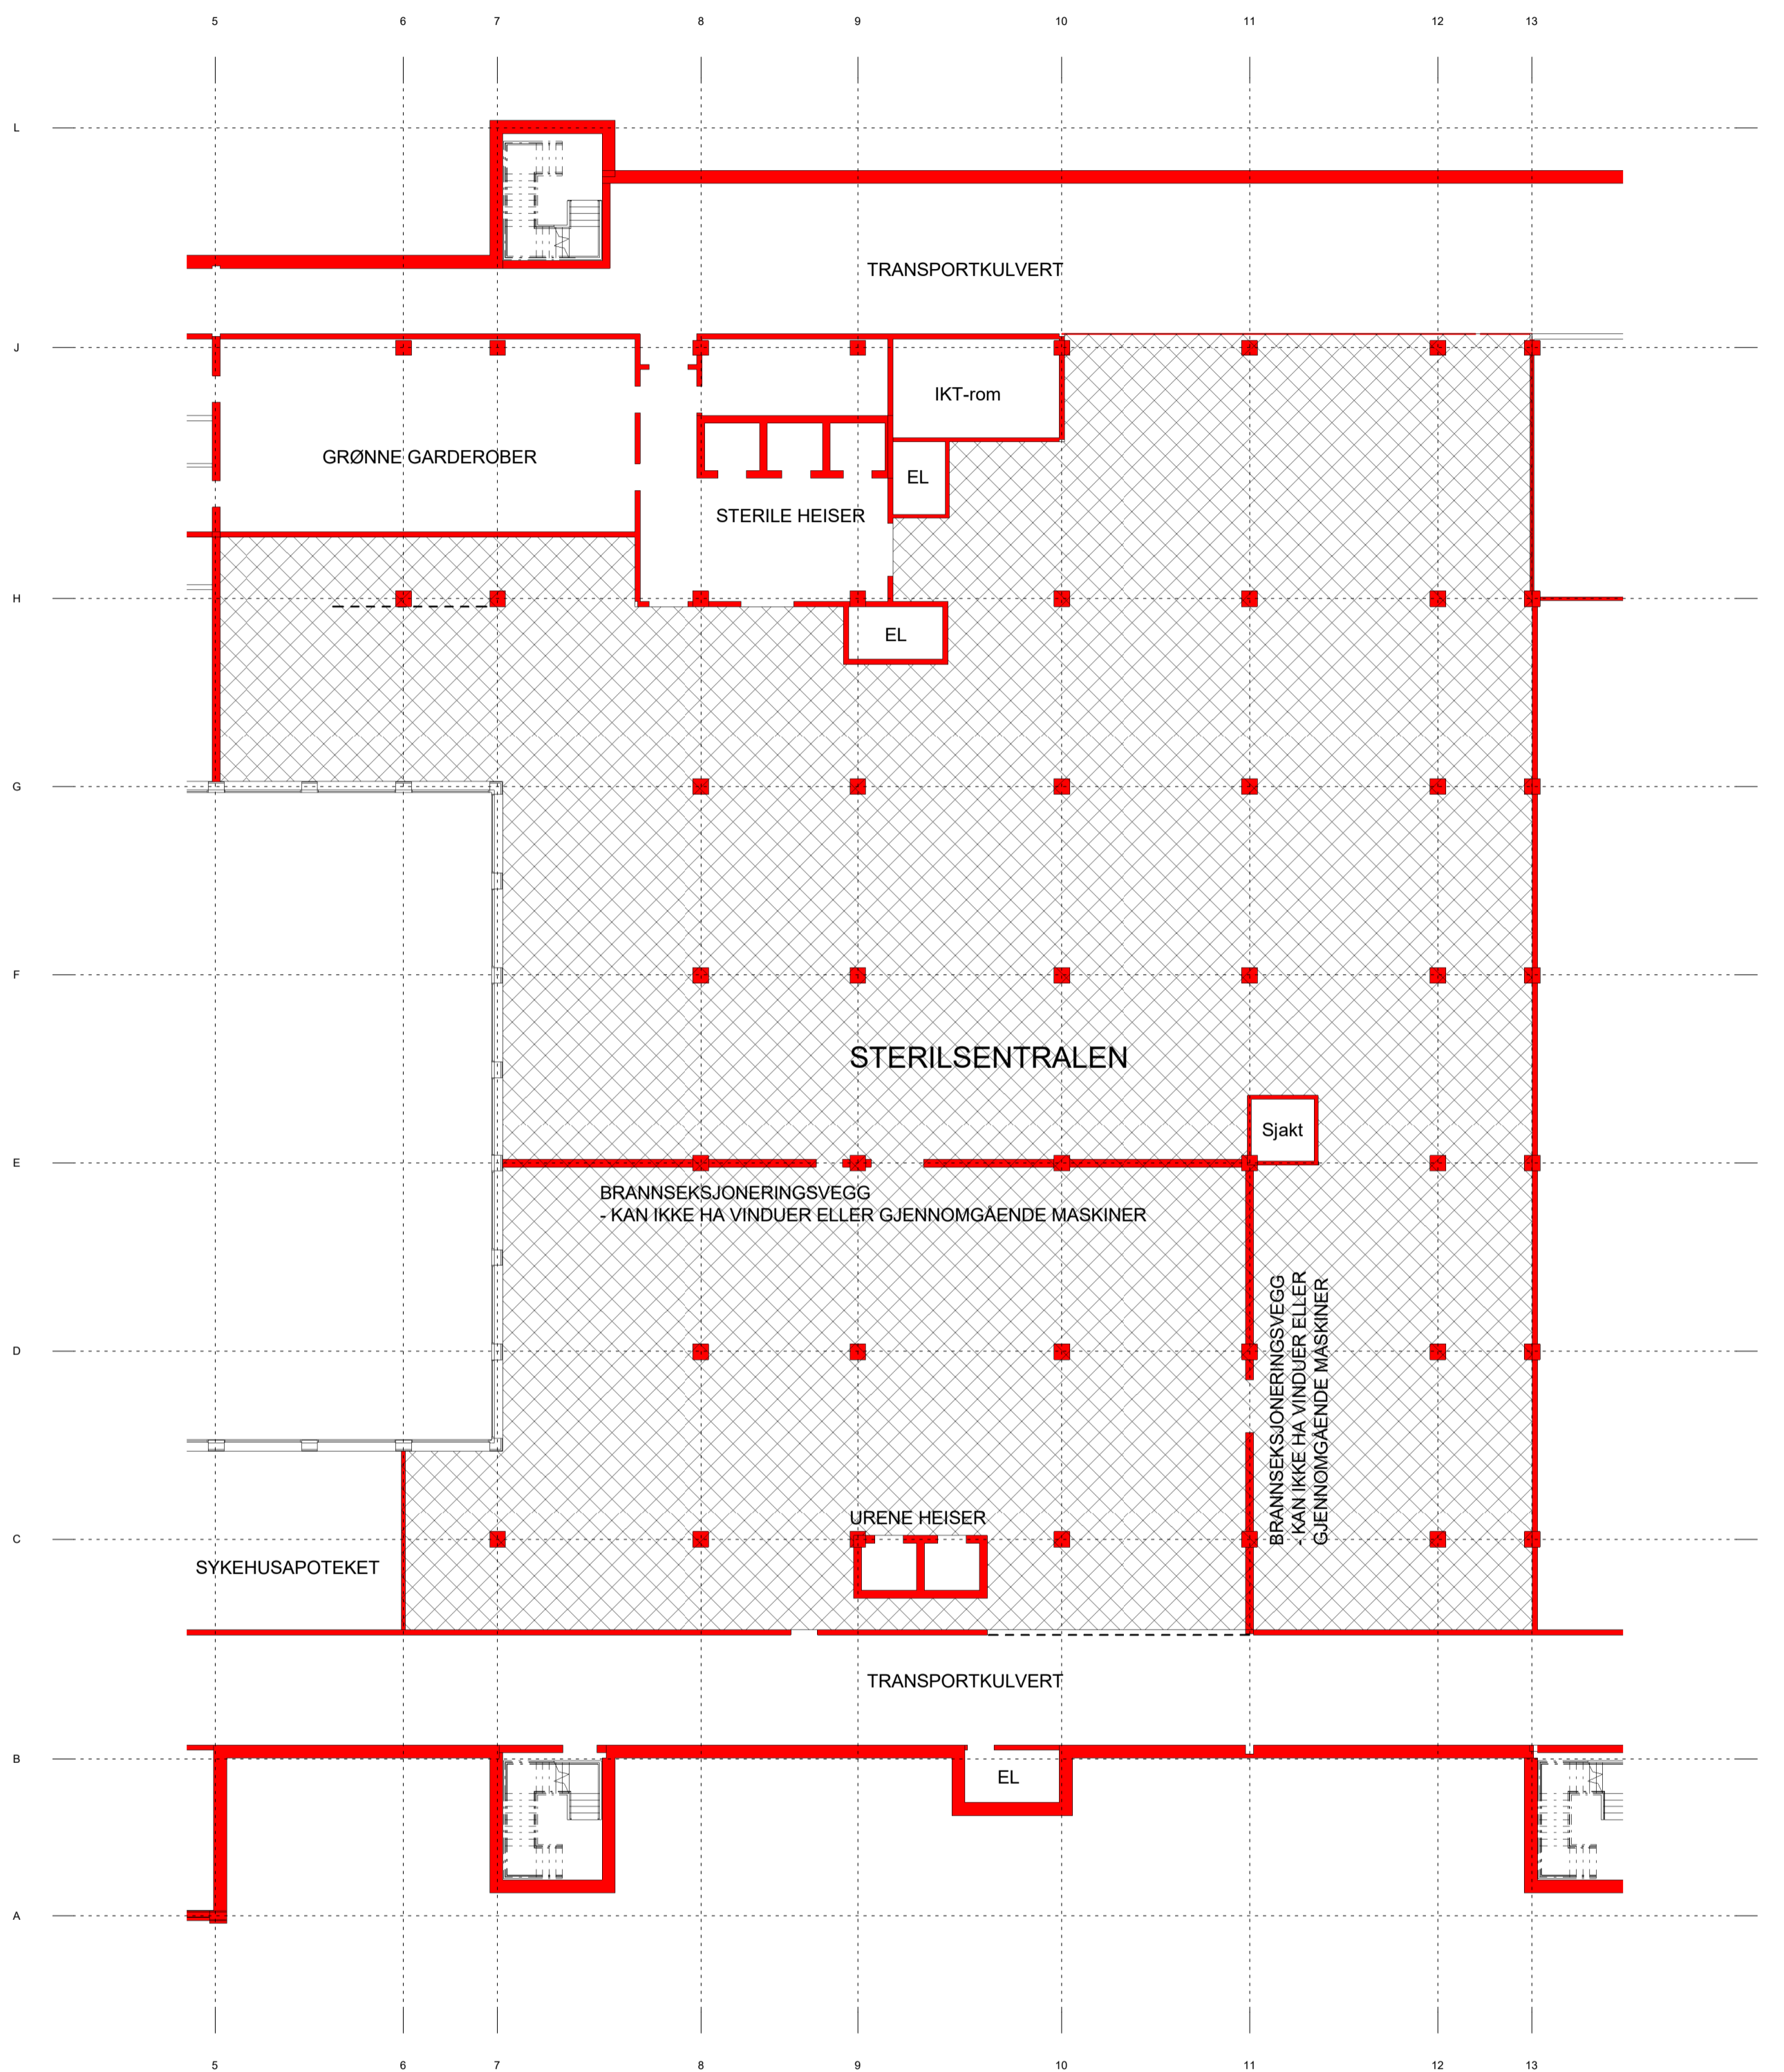 5 6 7 8 9 10 11 12 13
L
TRANSPORTKULVERT
J
IKT-rom
GRØNNE GARDEROBER
EL
STERILE HEISER
H
EL
G
F
STERILSENTRALEN
Sjakt
E
BRANNSEKSJONERINGSVEGG
- KAN IKKE HA VINDUER ELLER GJENNOMGÅENDE MASKINER
BRANNSEKSJONERINGSVEGG
- KAN IKKE HA VINDUER ELLER
GJENNOMGÅENDE MASKINER
D
URENE HEISER
C
SYKEHUSAPOTEKET
TRANSPORTKULVERT
B
EL
A
5 6 7 8 9 10 11 12 13